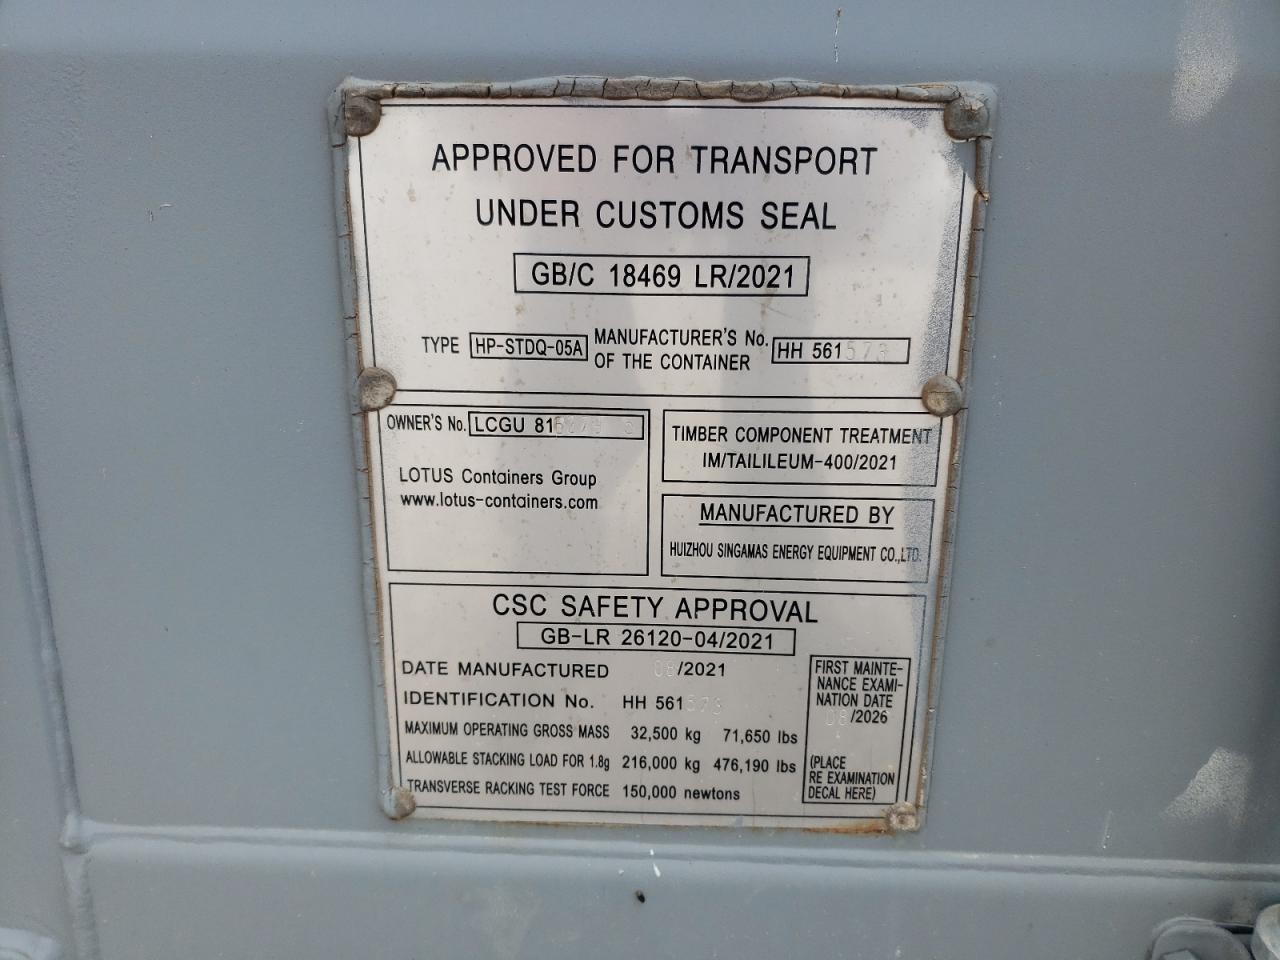 APPROVED FOR TRANSPORT
UNDER CUSTOMS SEAL
GB/C 18469 LR/2021
TYPE HP-STDQ-05A MANUFACTURER'S No. OF THE CONTAINER HH 561573
OWNER'S No. LCGU
LOTUS Containers Group
www.lotus-containers.com
TIMBER COMPONENT TREATMENT
IM/TAILILEUM-400/2021
MANUFACTURED BY
HUIZHOU SINGAMAS ENERGY EQUIPMENT CO.,LTD.
CSC SAFETY APPROVAL
GB-LR 26120-04/2021
DATE MANUFACTURED 08/2021
IDENTIFICATION No. HH 561573
MAXIMUM OPERATING GROSS MASS 32,500 kg 71,650 lbs
ALLOWABLE STACKING LOAD FOR 1.8g 216,000 kg 476,190 lbs
TRANSVERSE RACKING TEST FORCE 150,000 newtons
FIRST MAINTE-
NANCE EXAMI-
NATION DATE
08/2026
(PLACE
RE EXAMINATION
DECAL HERE)